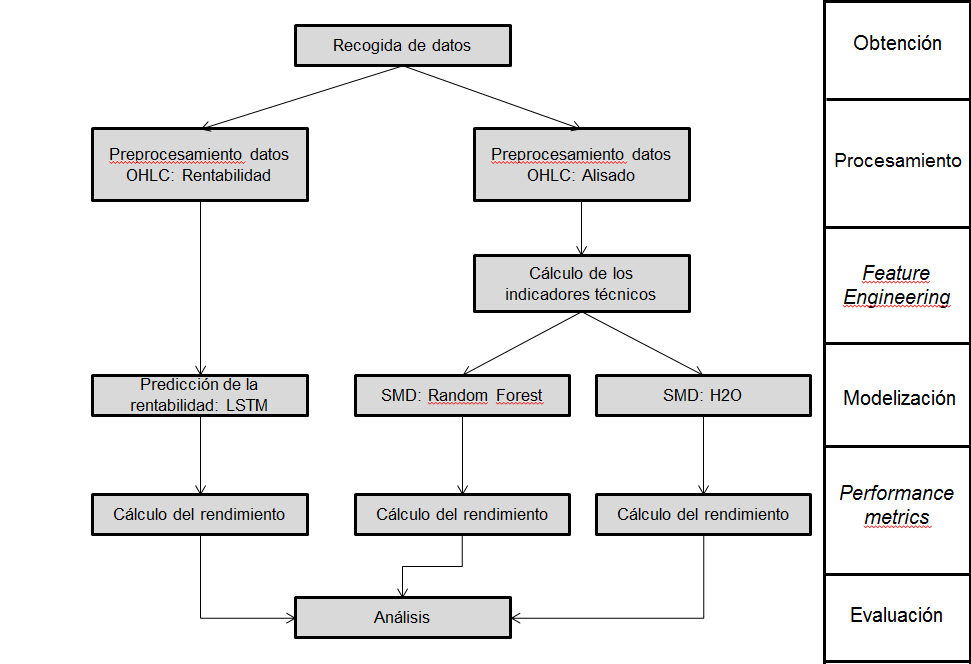 Recogida de datos
Obtención
Preprocesamiento datos
OHLC: Rentabilidad
Preprocesamiento datos
OHLC: Alisado
Procesamiento
Cálculo de los
indicadores técnicos
Feature
Engineering
Predicción de la
rentabilidad: LSTM
SMD: Random Forest
SMD: H2O
Modelización
Cálculo del rendimiento
Cálculo del rendimiento
Cálculo del rendimiento
Performance
metrics
Análisis
Evaluación